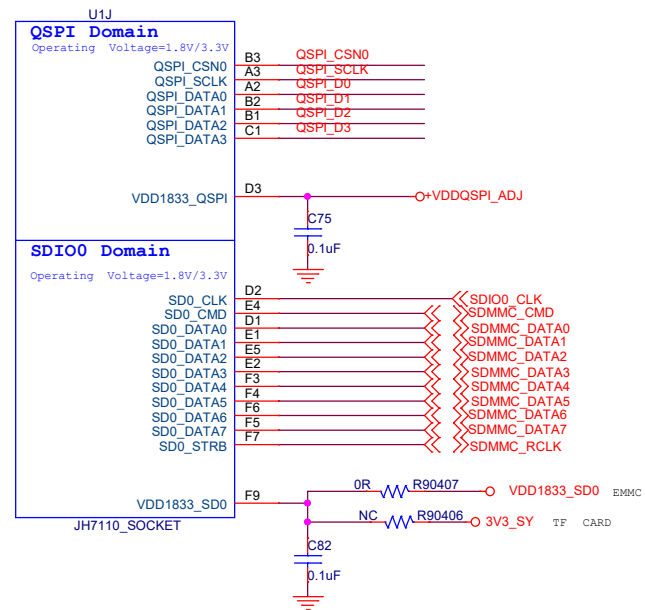 U1J
QSPI Domain
Operating Voltage=1.8V/3.3V
QSPI_CSN0 B3 QSPI_CSN0
QSPI_SCLK A3 QSPI_SCLK
QSPI_DATA0 A2 QSPI_D0
QSPI_DATA1 B2 QSPI_D1
QSPI_DATA2 B1 QSPI_D2
QSPI_DATA3 C1 QSPI_D3
VDD1833_QSPI D3 +VDDQSPI_ADJ
C75
0.1uF
SDIO0 Domain
Operating Voltage=1.8V/3.3V
SD0_CLK D2 SDIO0_CLK
SD0_CMD E4 SDMMC_CMD
SD0_DATA0 D1 SDMMC_DATA0
SD0_DATA1 E1 SDMMC_DATA1
SD0_DATA2 E5 SDMMC_DATA2
SD0_DATA3 E2 SDMMC_DATA3
SD0_DATA4 F3 SDMMC_DATA4
SD0_DATA5 F4 SDMMC_DATA5
SD0_DATA6 F6 SDMMC_DATA6
SD0_DATA7 F5 SDMMC_DATA7
SD0_STRB F7 SDMMC_RCLK
0R R90407 VDD1833_SD0 EMMC
VDD1833_SD0 F9
NC R90406 3V3_SY TF CARD
JH7110_SOCKET
C82
0.1uF